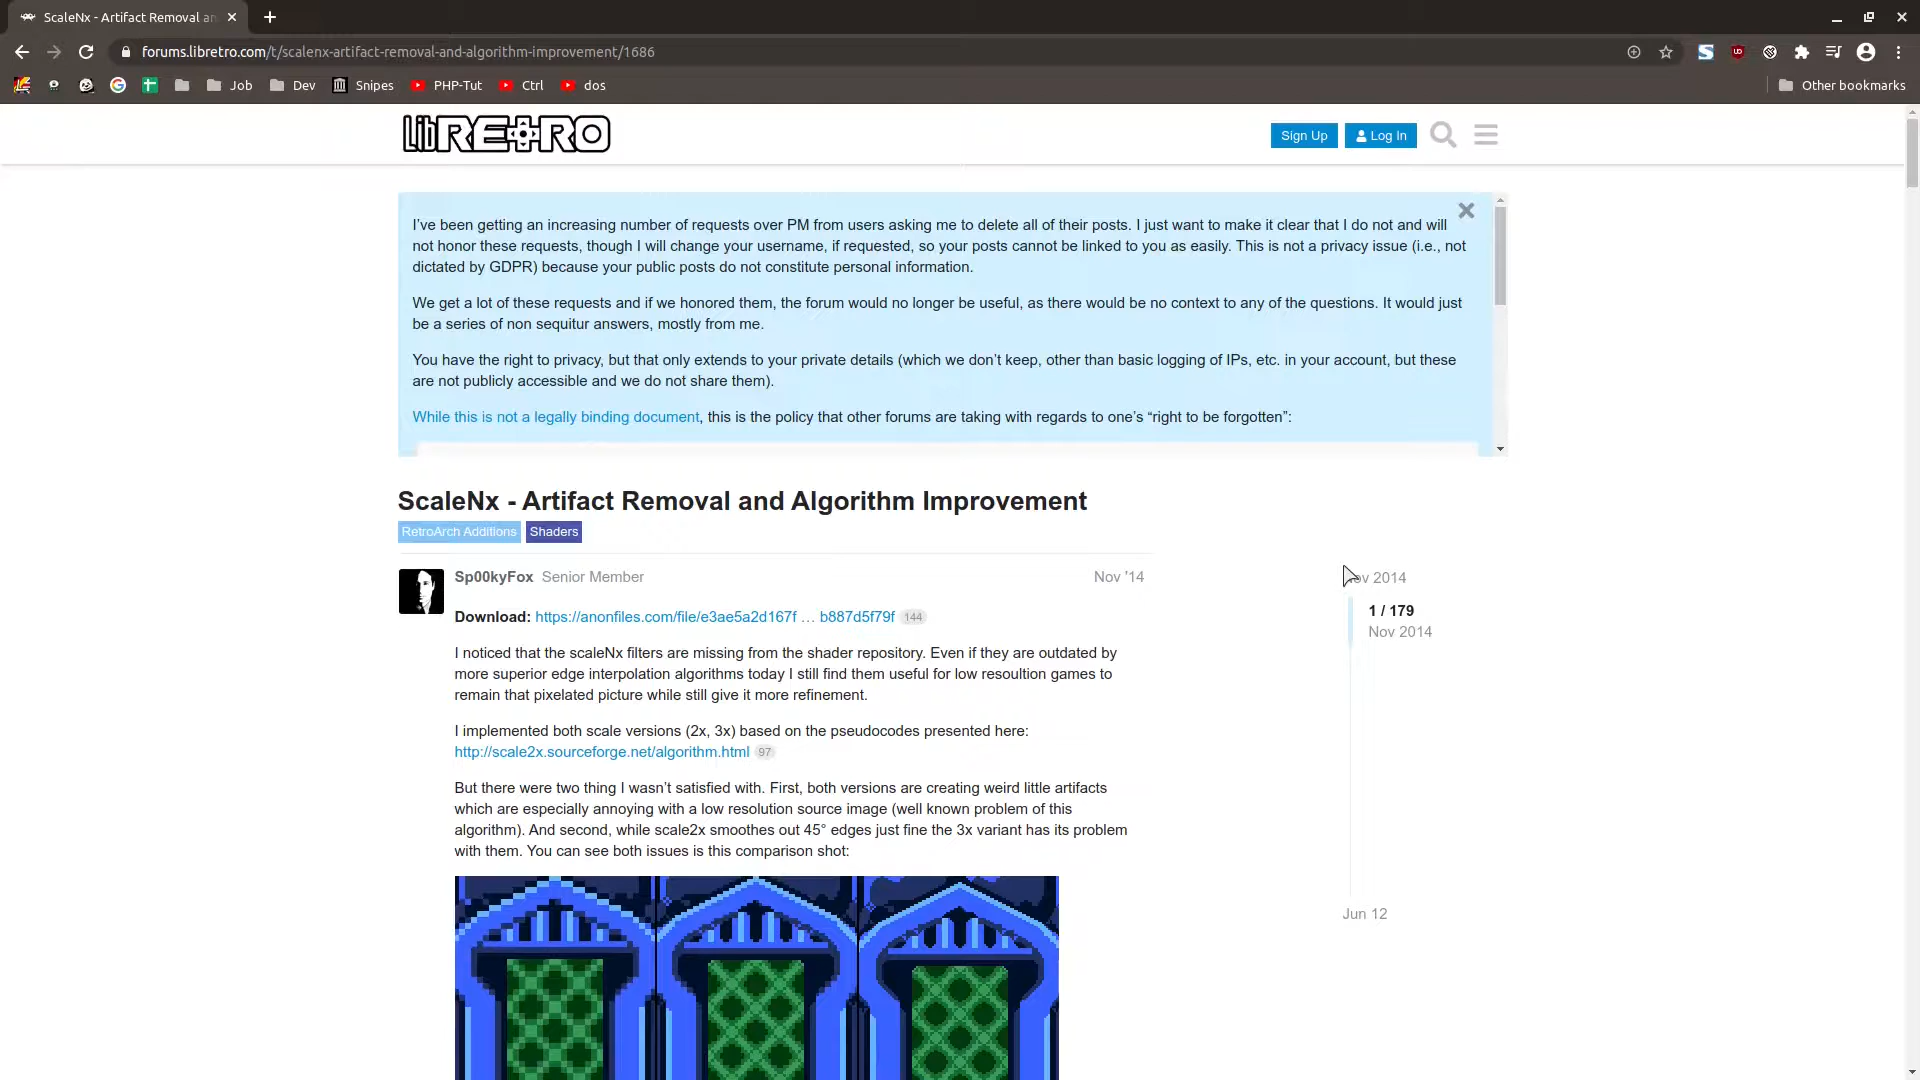 ScaleNx - Artifact Removal an
forums.libretro.com/t/scalenx-artifact-removal-and-algorithm-improvement/1686
Job Dev Snipes PHP-Tut Ctrl dos Other bookmarks
libRETRO
Sign Up Log In
I’ve been getting an increasing number of requests over PM from users asking me to delete all of their posts. I just want to make it clear that I do not and will
not honor these requests, though I will change your username, if requested, so your posts cannot be linked to you as easily. This is not a privacy issue (i.e., not
dictated by GDPR) because your public posts do not constitute personal information.
We get a lot of these requests and if we honored them, the forum would no longer be useful, as there would be no context to any of the questions. It would just
be a series of non sequitur answers, mostly from me.
You have the right to privacy, but that only extends to your private details (which we don’t keep, other than basic logging of IPs, etc. in your account, but these
are not publicly accessible and we do not share them).
While this is not a legally binding document, this is the policy that other forums are taking with regards to one’s “right to be forgotten”:
ScaleNx - Artifact Removal and Algorithm Improvement
RetroArch Additions Shaders
Sp00kyFox Senior Member Nov '14
Download: https://anonfiles.com/file/e3ae5a2d167f … b887d5f79f 144
I noticed that the scaleNx filters are missing from the shader repository. Even if they are outdated by
more superior edge interpolation algorithms today I still find them useful for low resoultion games to
remain that pixelated picture while still give it more refinement.
I implemented both scale versions (2x, 3x) based on the pseudocodes presented here:
http://scale2x.sourceforge.net/algorithm.html 97
But there were two thing I wasn’t satisfied with. First, both versions are creating weird little artifacts
which are especially annoying with a low resolution source image (well known problem of this
algorithm). And second, while scale2x smoothes out 45° edges just fine the 3x variant has its problem
with them. You can see both issues is this comparison shot:
ov 2014
1 / 179
Nov 2014
Jun 12